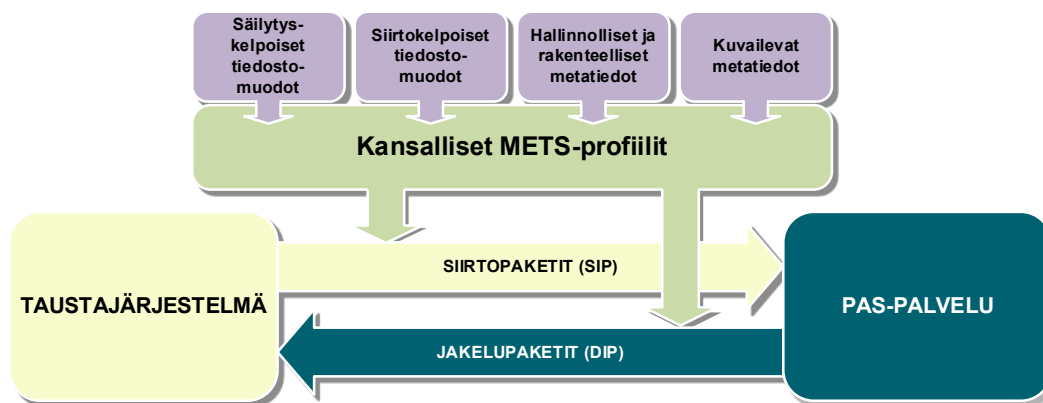 Säilytys-
kelpoiset
tiedosto-
muodot
Siirtokelpoiset
tiedosto-
muodot
Hallinnolliset ja
rakenteelliset
metatiedot
Kuvailevat
metatiedot
Kansalliset METS-profiilit
TAUSTAJÄRJESTELMÄ
SIIRTOPAKETIT (SIP)
JAKELUPAKETIT (DIP)
PAS-PALVELU